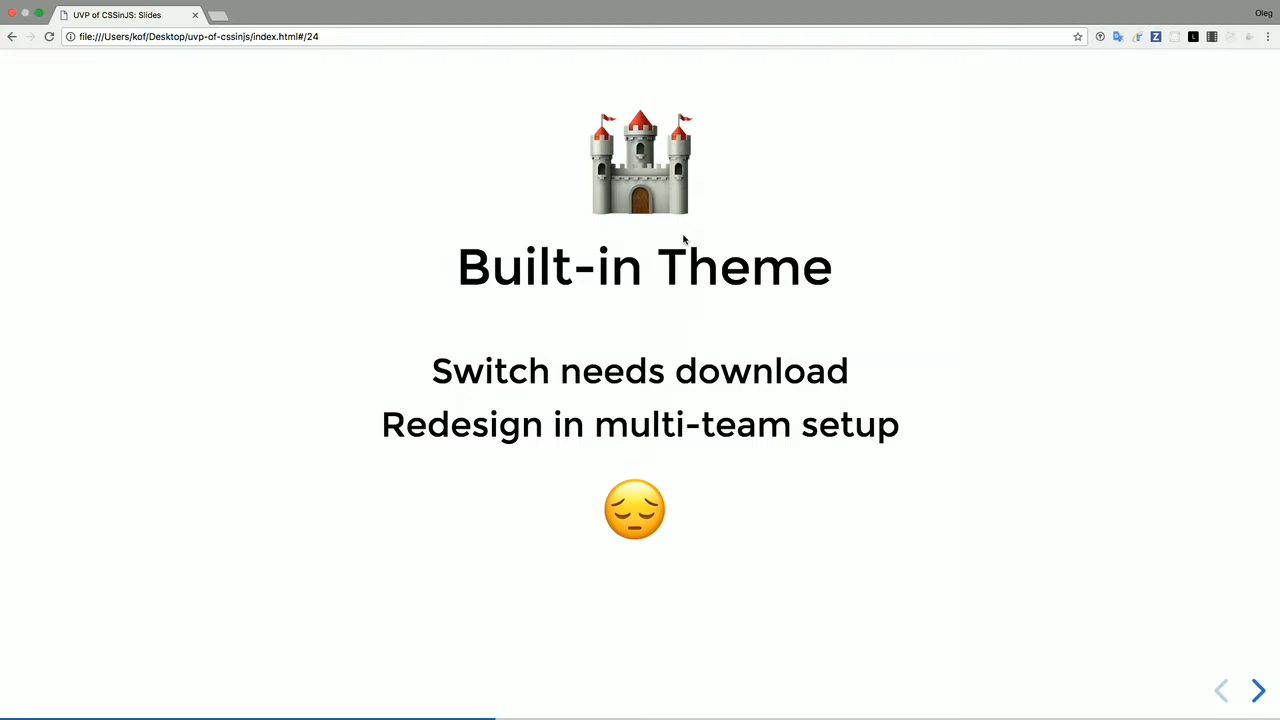 UVP of CSSinJS: Slides
Oleg
file:///Users/kof/Desktop/uvp-of-cssinjs/index.html#/24
Built-in Theme
Switch needs download
Redesign in multi-team setup